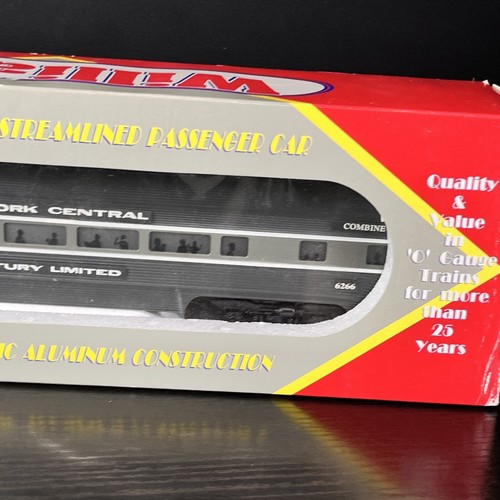 STREAMLINED PASSENGER CAR
ORK CENTRAL
COMBINE
TURY LIMITED
6266
IC ALUMINUM CONSTRUCTION
Quality
&
Value
in
'O' Gauge
Trains
for more
than
25
Years